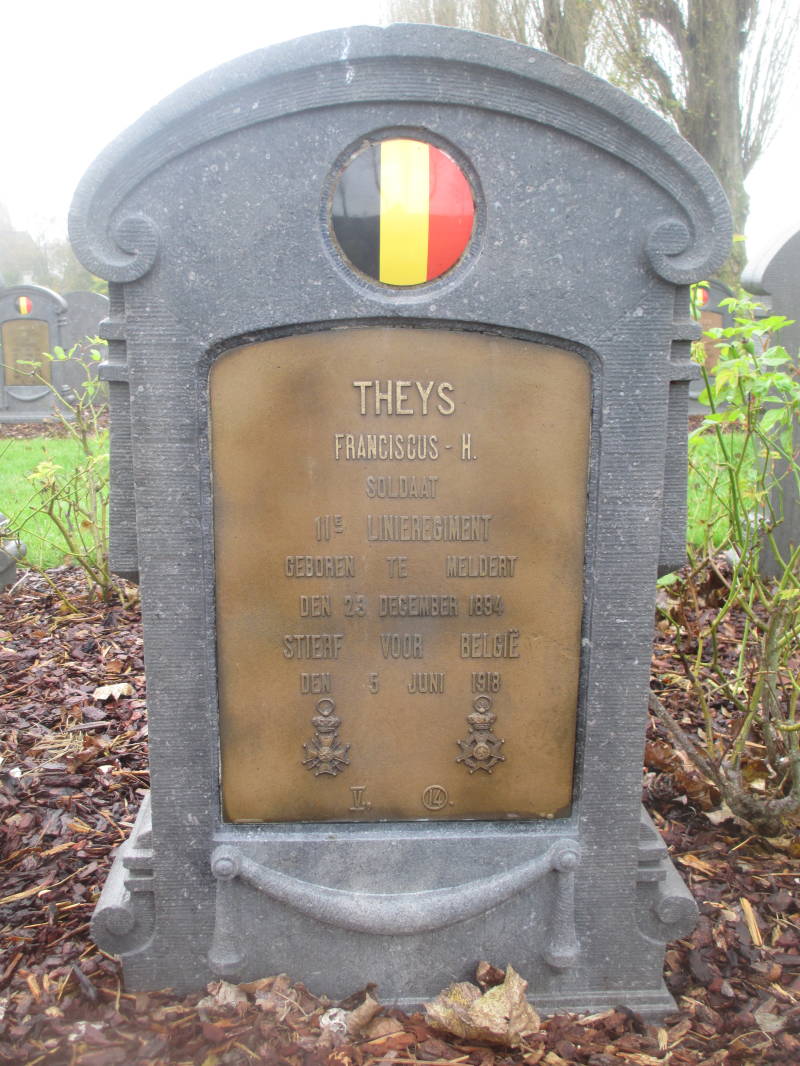 THEYS
FRANCISCUS - H.
SOLDAAT
11E LINIEREGIMENT
GEBOREN TE MELDERT
DEN 23 DECEMBER 1894
STIERF VOOR BELGIË
DEN 5 JUNI 1918
V. 14.